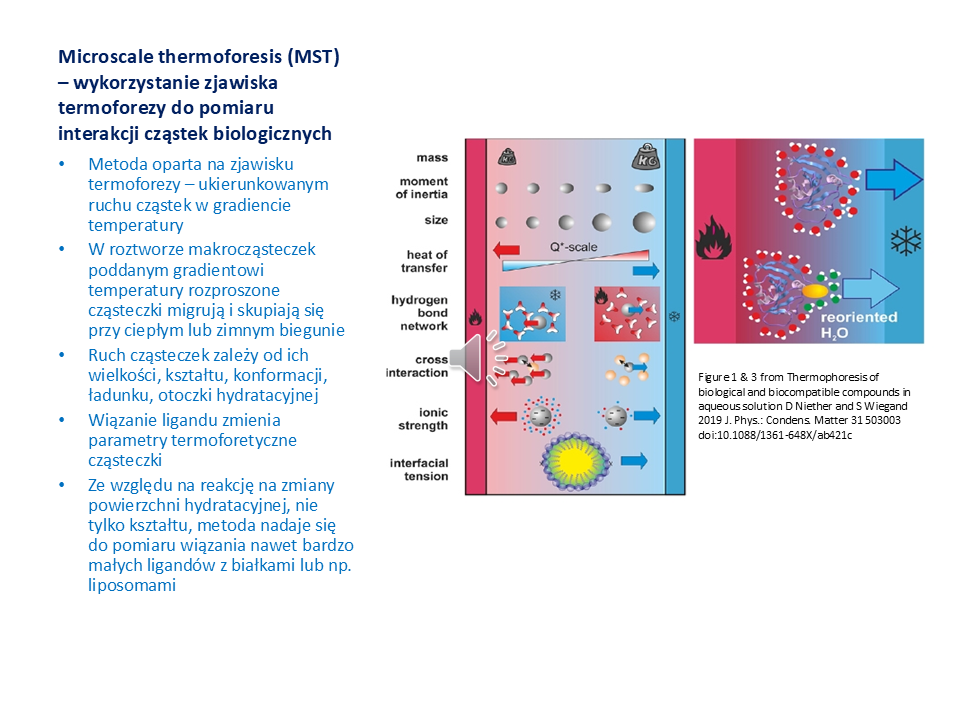 Microscale thermoforesis (MST)
– wykorzystanie zjawiska
termoforezy do pomiaru
interakcji cząstek biologicznych
• Metoda oparta na zjawisku
termoforezy – ukierunkowanym
ruchu cząstek w gradiencie
temperatury
• W roztworze makrocząsteczek
poddanym gradientowi
temperatury rozproszone
cząsteczki migrują i skupiają się
przy ciepłym lub zimnym biegunie
• Ruch cząsteczek zależy od ich
wielkości, kształtu, konformacji,
ładunku, otoczki hydratacyjnej
• Wiązanie ligandu zmienia
parametry termoforetyczne
cząsteczki
• Ze względu na reakcję na zmiany
powierzchni hydratacyjnej, nie
tylko kształtu, metoda nadaje się
do pomiaru wiązania nawet bardzo
małych ligandów z białkami lub np.
liposomami
mass
KG
KG
moment
of inertia
size
Q*-scale
heat of
transfer
hydrogen
bond
network
cross
interaction
ionic
strength
interfacial
tension
reoriented
H2O
Figure 1 & 3 from Thermophoresis of
biological and biocompatible compounds in
aqueous solution D Niether and S Wiegand
2019 J. Phys.: Condens. Matter 31 503003
doi:10.1088/1361-648X/ab421c